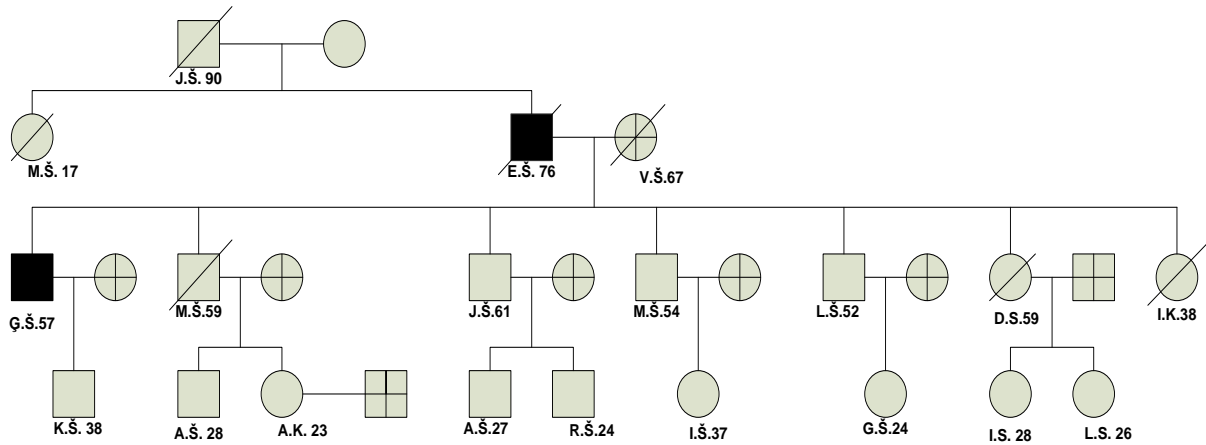 J.Š. 90
M.Š. 17
E.Š. 76
V.Š.67
Ģ.Š.57
M.Š.59
J.Š.61
M.Š.54
L.Š.52
D.S.59
I.K.38
K.Š. 38
A.Š. 28
A.K. 23
A.Š.27
R.Š.24
I.Š.37
G.Š.24
I.S. 28
L.S. 26